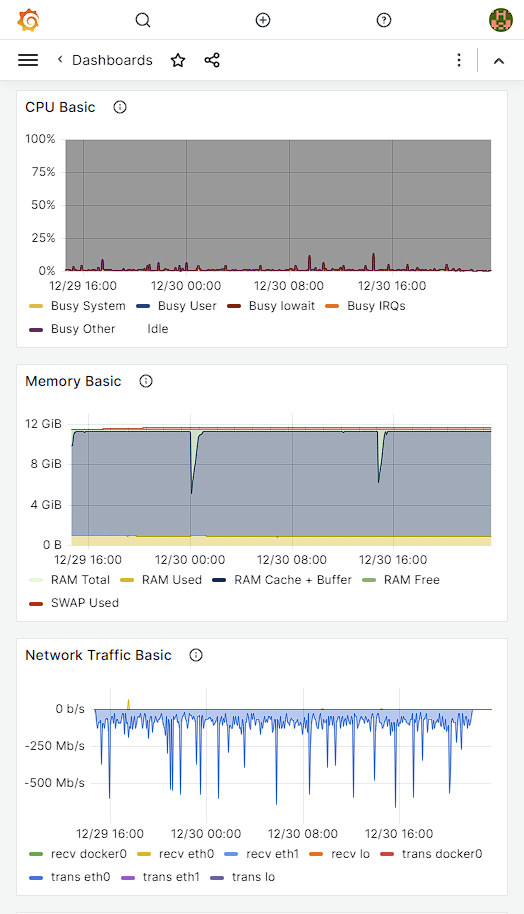 Dashboards
CPU Basic
100%
75%
50%
25%
0%
12/29 16:00 12/30 00:00 12/30 08:00 12/30 16:00
Busy System Busy User Busy Iowait Busy IRQs
Busy Other Idle
Memory Basic
12 GiB
8 GiB
4 GiB
0 B
12/29 16:00 12/30 00:00 12/30 08:00 12/30 16:00
RAM Total RAM Used RAM Cache + Buffer RAM Free
SWAP Used
Network Traffic Basic
0 b/s
-250 Mb/s
-500 Mb/s
12/29 16:00 12/30 00:00 12/30 08:00 12/30 16:00
recv docker0 recv eth0 recv eth1 recv lo trans docker0
trans eth0 trans eth1 trans lo